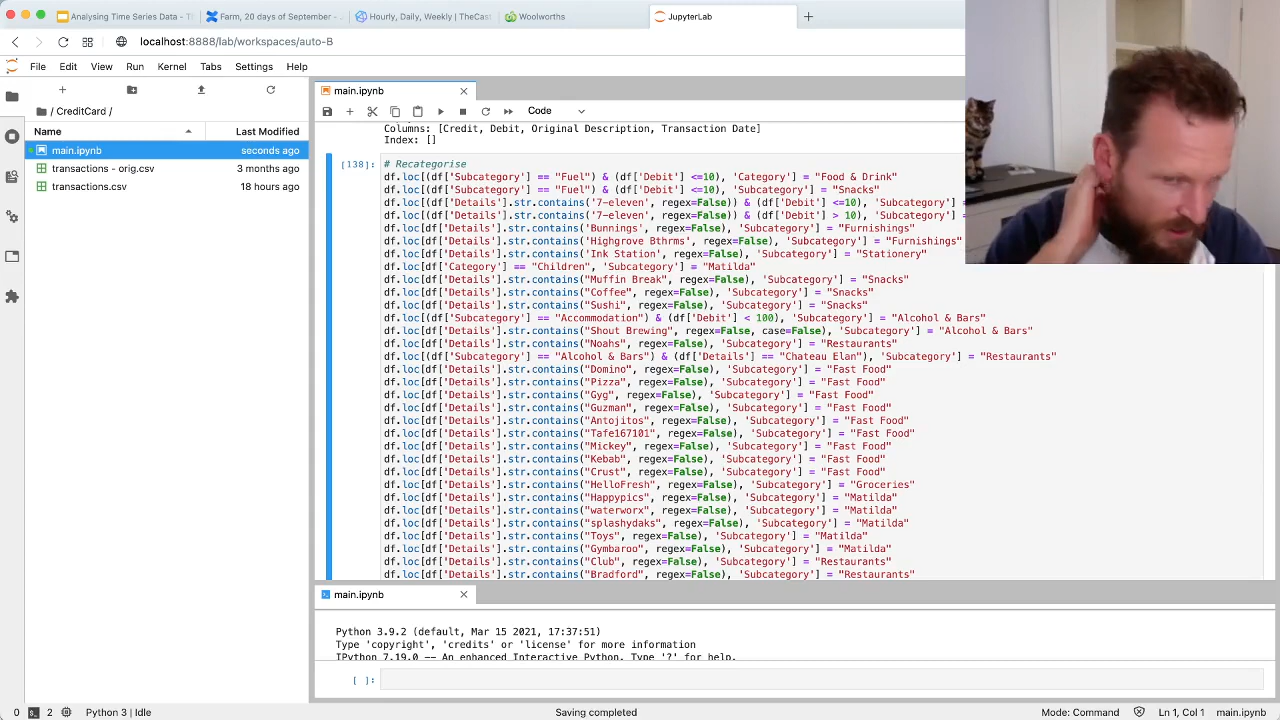 Analysing Time Series Data - T
Farm, 20 days of September -
Hourly, Daily, Weekly | TheCast
Woolworths
JupyterLab
localhost:8888/lab/workspaces/auto-B
File Edit View Run Kernel Tabs Settings Help
main.ipynb
/ CreditCard /
Code
Name Last Modified
main.ipynb seconds ago
transactions - orig.csv 3 months ago
transactions.csv 18 hours ago
Columns: [Credit, Debit, Original Description, Transaction Date]
Index: []
[138]: # Recategorise
df.loc[(df['Subcategory'] == "Fuel") & (df['Debit'] <=10), 'Category'] = "Food & Drink"
df.loc[(df['Subcategory'] == "Fuel") & (df['Debit'] <=10), 'Subcategory'] = "Snacks"
df.loc[(df['Details'].str.contains('7-eleven', regex=False)) & (df['Debit'] <=10), 'Subcategory'] =
df.loc[(df['Details'].str.contains('7-eleven', regex=False)) & (df['Debit'] > 10), 'Subcategory'] =
df.loc[df['Details'].str.contains('Bunnings', regex=False), 'Subcategory'] = "Furnishings"
df.loc[df['Details'].str.contains('Highgrove Bthrms', regex=False), 'Subcategory'] = "Furnishings"
df.loc[df['Details'].str.contains('Ink Station', regex=False), 'Subcategory'] = "Stationery"
df.loc[df['Category'] == "Children", 'Subcategory'] = "Matilda"
df.loc[df['Details'].str.contains("Muffin Break", regex=False), 'Subcategory'] = "Snacks"
df.loc[df['Details'].str.contains("Coffee", regex=False), 'Subcategory'] = "Snacks"
df.loc[df['Details'].str.contains("Sushi", regex=False), 'Subcategory'] = "Snacks"
df.loc[(df['Subcategory'] == "Accommodation") & (df['Debit'] < 100), 'Subcategory'] = "Alcohol & Bars"
df.loc[df['Details'].str.contains("Shout Brewing", regex=False, case=False), 'Subcategory'] = "Alcohol & Bars"
df.loc[df['Details'].str.contains("Noahs", regex=False), 'Subcategory'] = "Restaurants"
df.loc[(df['Subcategory'] == "Alcohol & Bars") & (df['Details'] == "Chateau Elan"), 'Subcategory'] = "Restaurants"
df.loc[df['Details'].str.contains("Domino", regex=False), 'Subcategory'] = "Fast Food"
df.loc[df['Details'].str.contains("Pizza", regex=False), 'Subcategory'] = "Fast Food"
df.loc[df['Details'].str.contains("Gyg", regex=False), 'Subcategory'] = "Fast Food"
df.loc[df['Details'].str.contains("Guzman", regex=False), 'Subcategory'] = "Fast Food"
df.loc[df['Details'].str.contains("Antojitos", regex=False), 'Subcategory'] = "Fast Food"
df.loc[df['Details'].str.contains("Tafe167101", regex=False), 'Subcategory'] = "Fast Food"
df.loc[df['Details'].str.contains("Mickey", regex=False), 'Subcategory'] = "Fast Food"
df.loc[df['Details'].str.contains("Kebab", regex=False), 'Subcategory'] = "Fast Food"
df.loc[df['Details'].str.contains("Crust", regex=False), 'Subcategory'] = "Fast Food"
df.loc[df['Details'].str.contains("HelloFresh", regex=False), 'Subcategory'] = "Groceries"
df.loc[df['Details'].str.contains("Happypics", regex=False), 'Subcategory'] = "Matilda"
df.loc[df['Details'].str.contains("waterworx", regex=False), 'Subcategory'] = "Matilda"
df.loc[df['Details'].str.contains("splashydaks", regex=False), 'Subcategory'] = "Matilda"
df.loc[df['Details'].str.contains("Toys", regex=False), 'Subcategory'] = "Matilda"
df.loc[df['Details'].str.contains("Gymbaroo", regex=False), 'Subcategory'] = "Matilda"
df.loc[df['Details'].str.contains("Club", regex=False), 'Subcategory'] = "Restaurants"
df.loc[df['Details'].str.contains("Bradford", regex=False), 'Subcategory'] = "Restaurants"
main.ipynb
Python 3.9.2 (default, Mar 15 2021, 17:37:51)
Type 'copyright', 'credits' or 'license' for more information
IPython 7.19.0 -- An enhanced Interactive Python. Type '?' for help.
[ ]:
0 2 Python 3 | Idle Saving completed Mode: Command Ln 1, Col 1 main.ipynb